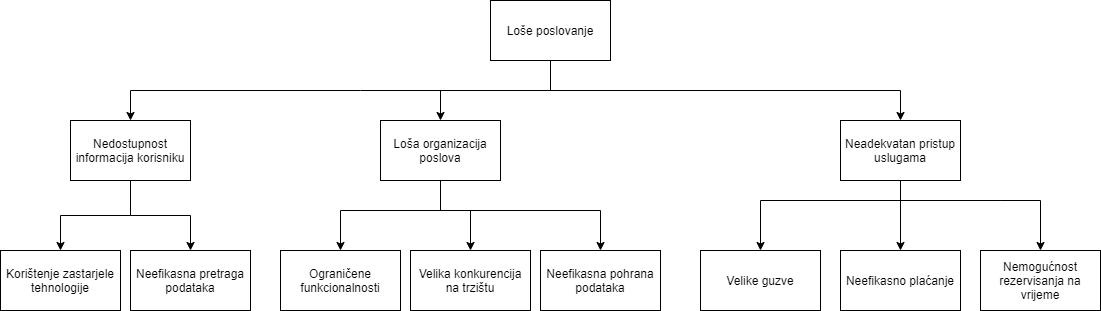 Loše poslovanje
Nedostupnost
informacija korisniku
Loša organizacija
poslova
Neadekvatan pristup
uslugama
Korištenje zastarjele
tehnologije
Neefikasna pretraga
podataka
Ograničene
funkcionalnosti
Velika konkurencija
na trzištu
Neefikasna pohrana
podataka
Velike guzve
Neefikasno plaćanje
Nemogućnost
rezervisanja na
vrijeme